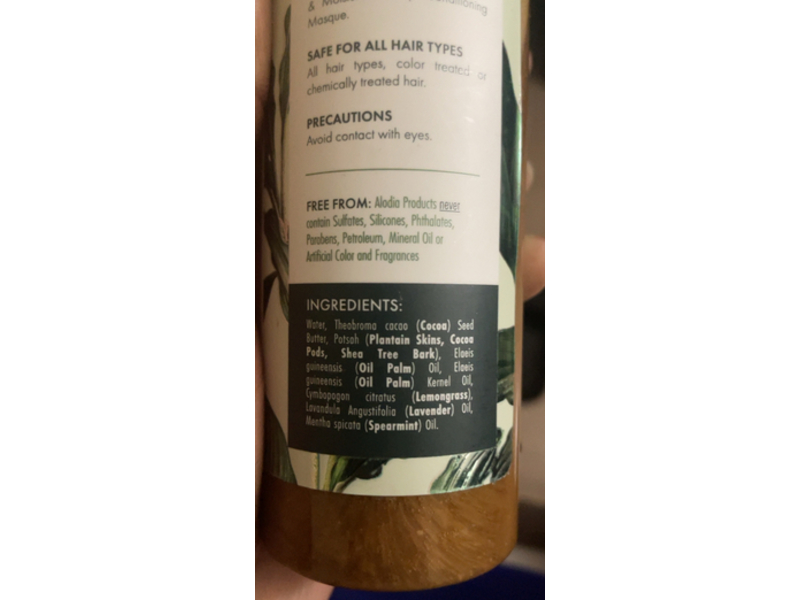 & 
Masque.
SAFE FOR ALL HAIR TYPES
All hair types, color treated or
chemically treated hair.
PRECAUTIONS
Avoid contact with eyes.
FREE FROM: Alodia Products never
contain Sulfates, Silicones, Phthalates,
Parabens, Petroleum, Mineral Oil or
Artificial Color and Fragrances
INGREDIENTS:
Water, Theobroma cacao (Cocoa) Seed
Butter, Potsah (Plantain Skins, Cocoa
Pods, Shea Tree Bark), Elaeis
guineensis (Oil Palm) Oil, Elaeis
guineensis (Oil Palm) Kernel Oil,
Cymbopogon citratus (Lemongrass),
Lavandula Angustifolia (Lavender) Oil,
Mentha spicata (Spearmint) Oil.